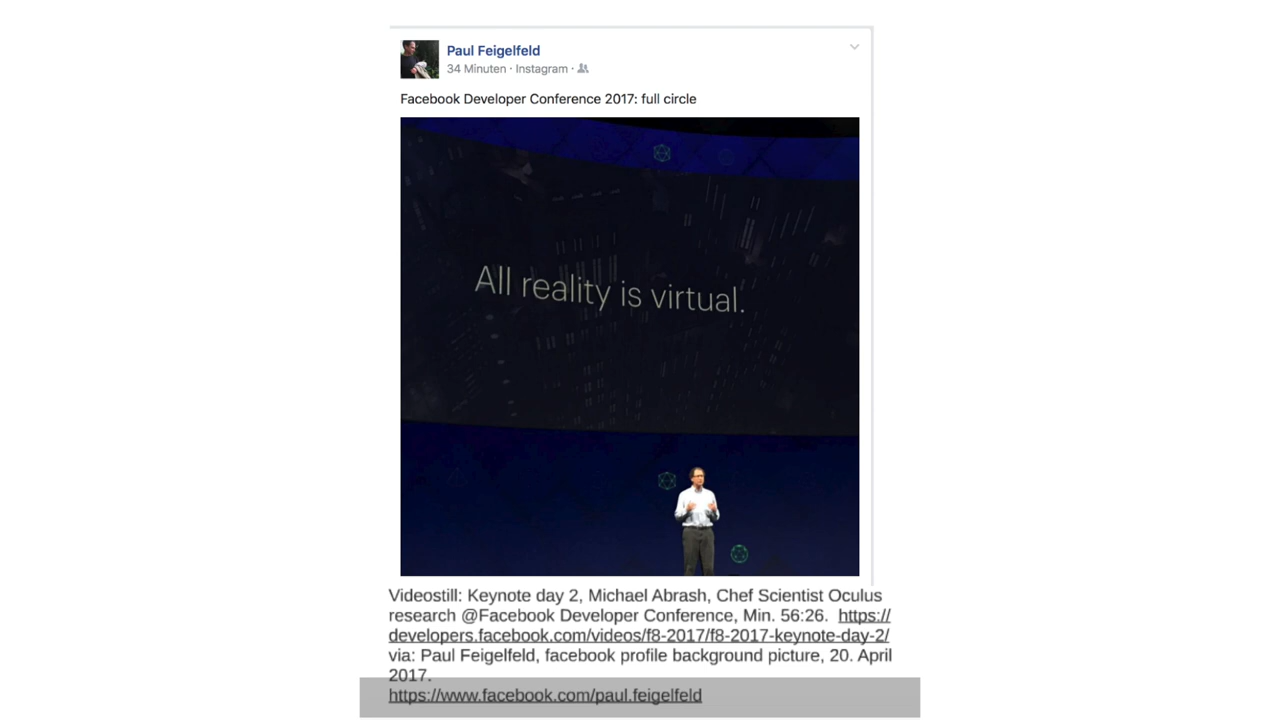 Paul Feigelfeld
34 Minuten · Instagram ·
Facebook Developer Conference 2017: full circle
All reality is virtual.
Videostill: Keynote day 2, Michael Abrash, Chef Scientist Oculus
research @Facebook Developer Conference, Min. 56:26. https://
developers.facebook.com/videos/f8-2017/f8-2017-keynote-day-2/
via: Paul Feigelfeld, facebook profile background picture, 20. April
2017.
https://www.facebook.com/paul.feigelfeld